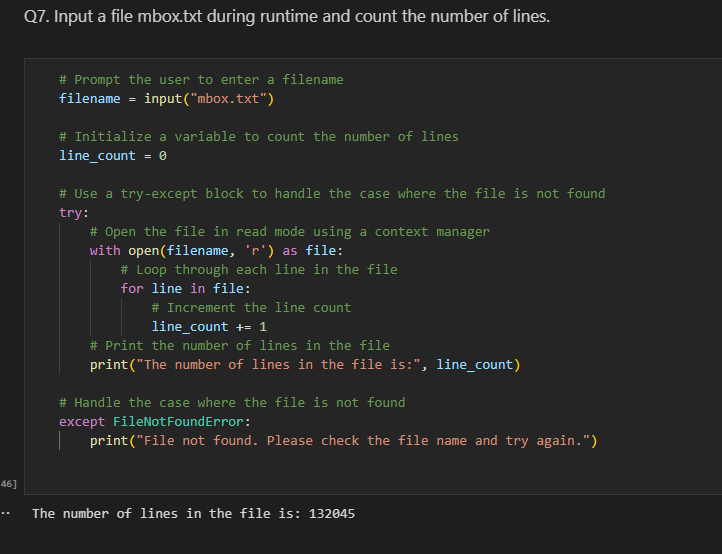 Q7. Input a file mbox.txt during runtime and count the number of lines.
# Prompt the user to enter a filename
filename = input("mbox.txt")
# Initialize a variable to count the number of lines
line_count = 0
# Use a try-except block to handle the case where the file is not found
try:
# Open the file in read mode using a context manager
with open(filename, 'r') as file:
# Loop through each line in the file
for line in file:
# Increment the line count
line_count += 1
# Print the number of lines in the file
print("The number of lines in the file is:", line_count)
# Handle the case where the file is not found
except FileNotFoundError:
print("File not found. Please check the file name and try again.")
46]
The number of lines in the file is: 132045